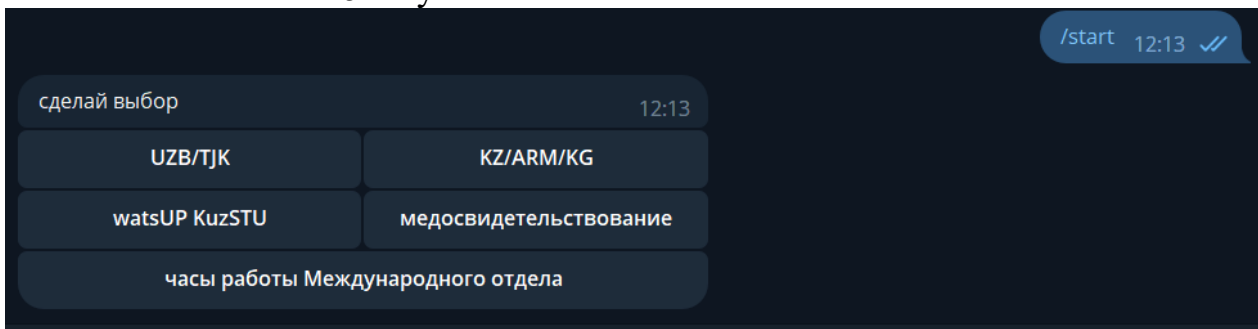 /start 12:13
сделай выбор 12:13
UZB/TJK KZ/ARM/KG
watsUP KuzSTU медосвидетельствование
часы работы Международного отдела